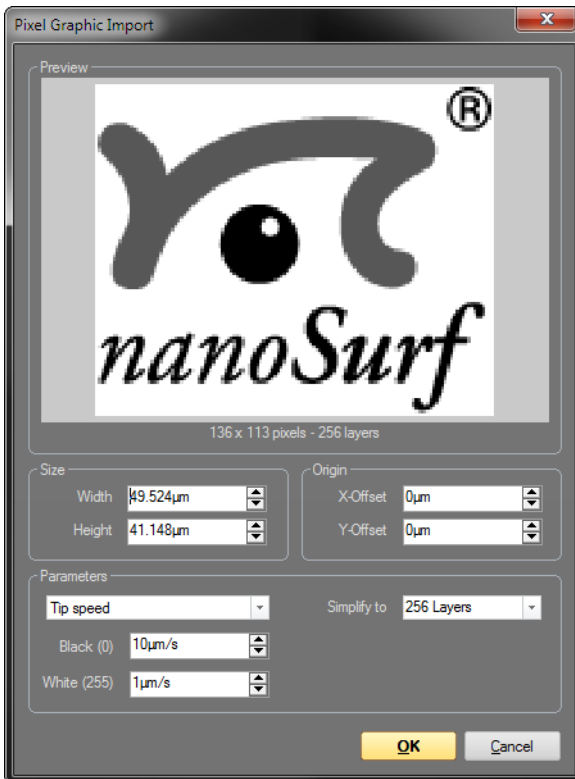 Pixel Graphic Import
Preview
®
nanoSurf
136 x 113 pixels - 256 layers
Size
Width 49.524µm
Height 41.148µm
Origin
X-Offset 0µm
Y-Offset 0µm
Parameters
Tip speed
Simplify to 256 Layers
Black (0) 10µm/s
White (255) 1µm/s
OK Cancel